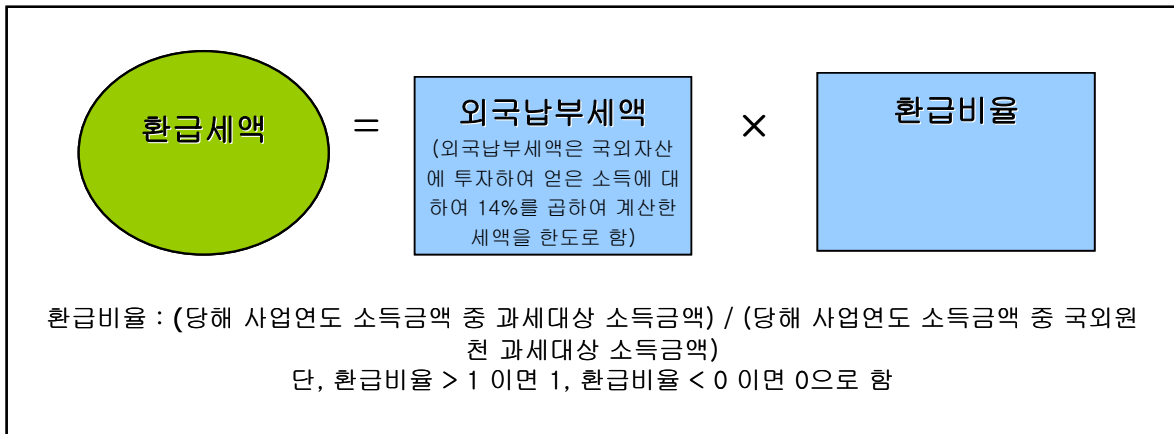 환급세액
=
외국납부세액
(외국납부세액은 국외자산
에 투자하여 얻은 소득에 대
하여 14%를 곱하여 계산한
세액을 한도로 함)
×
환급비율
환급비율 : (당해 사업연도 소득금액 중 과세대상 소득금액) / (당해 사업연도 소득금액 중 국외원
천 과세대상 소득금액)
단, 환급비율 > 1 이면 1, 환급비율 < 0 이면 0으로 함